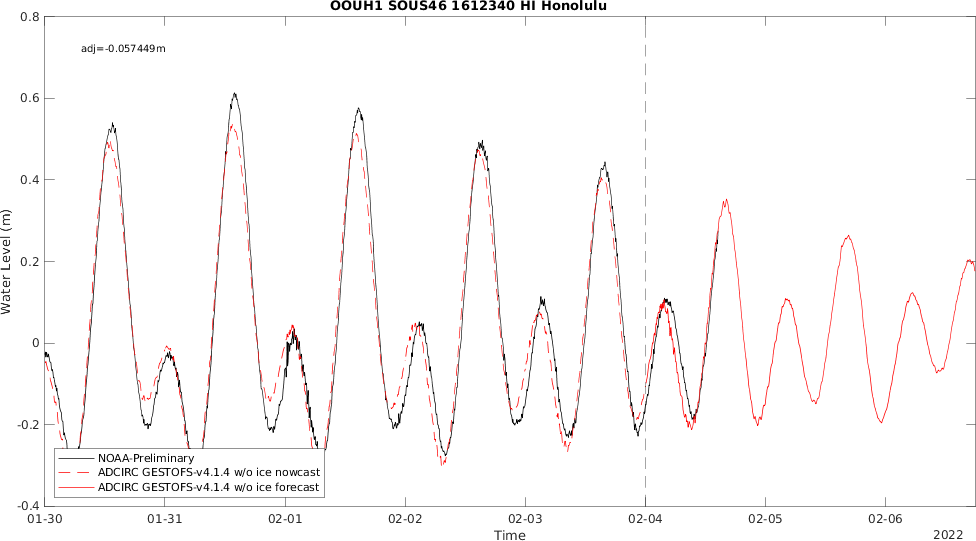 OOUH1 SOUS46 1612340 HI Honolulu
adj=-0.057449m
Water Level (m)
0.8
0.6
0.4
0.2
0
-0.2
-0.4
NOAA-Preliminary
ADCIRC GESTOFS-v4.1.4 w/o ice nowcast
ADCIRC GESTOFS-v4.1.4 w/o ice forecast
01-30 01-31 02-01 02-02 02-03 02-04 02-05 02-06
Time
2022